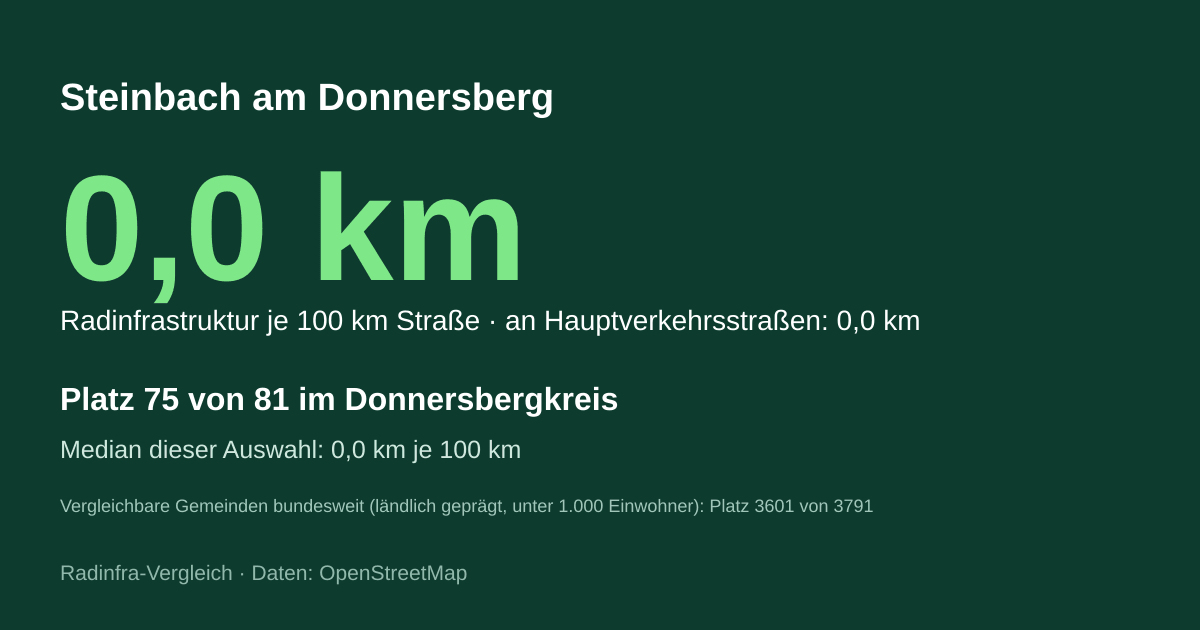 Steinbach am Donnersberg
0,0 km
Radinfrastruktur je 100 km Straße · an Hauptverkehrsstraßen: 0,0 km
Platz 75 von 81 im Donnersbergkreis
Median dieser Auswahl: 0,0 km je 100 km
Vergleichbare Gemeinden bundesweit (ländlich geprägt, unter 1.000 Einwohner): Platz 3601 von 3791
Radinfra-Vergleich · Daten: OpenStreetMap